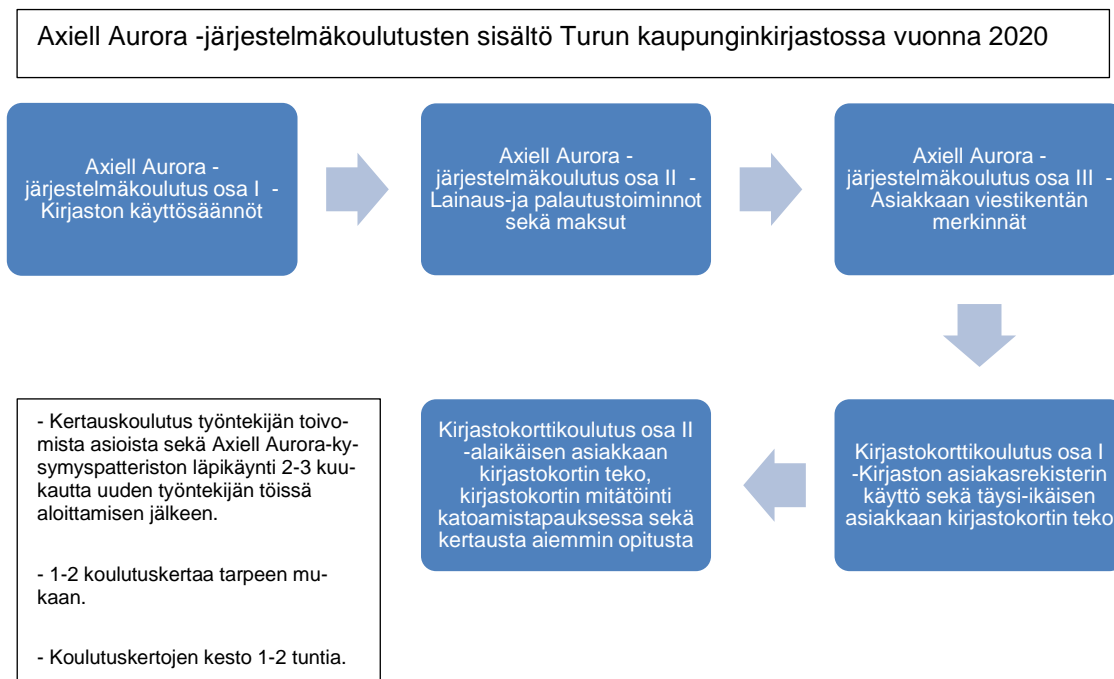 Axiell Aurora -järjestelmäkoulutusten sisältö Turun kaupunginkirjastossa vuonna 2020
Axiell Aurora -
järjestelmäkoulutus osa I -
Kirjaston käyttösäännöt
Axiell Aurora -
järjestelmäkoulutus osa II -
Lainaus-ja palautustoiminnot
sekä maksut
Axiell Aurora -
järjestelmäkoulutus osa III -
Asiakkaan viestikentän
merkinnät
Kirjastokorttikoulutus osa I
-Kirjaston asiakasrekisterin
käyttö sekä täysi-ikäisen
asiakkaan kirjastokortin teko
Kirjastokorttikoulutus osa II
-alaikäisen asiakkaan
kirjastokortin teko,
kirjastokortin mitätöinti
katoamistapauksessa sekä
kertausta aiemmin opitusta
- Kertauskoulutus työntekijän toivo-
mista asioista sekä Axiell Aurora-ky-
symyspatteriston läpikäynti 2-3 kuu-
kautta uuden työntekijän töissä
aloittamisen jälkeen.
- 1-2 koulutuskertaa tarpeen mu-
kaan.
- Koulutuskertojen kesto 1-2 tuntia.